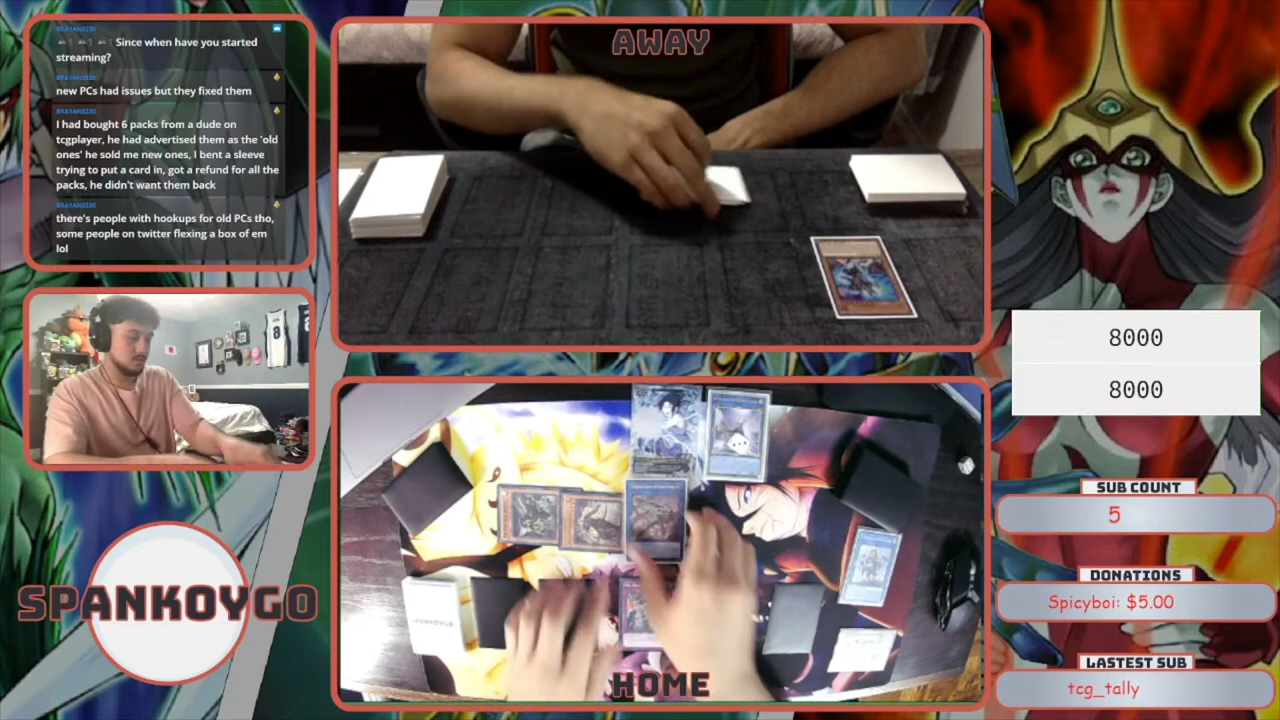 BRAYAN0230
Since when have you started
streaming?
BRAYAN0230
new PCs had issues but they fixed them
BRAYAN0230
I had bought 6 packs from a dude on
tcgplayer, he had advertised them as the 'old
ones' he sold me new ones, I bent a sleeve
trying to put a card in, got a refund for all the
packs, he didn't want them back
BRAYAN0230
there's people with hookups for old PCs tho,
some people on twitter flexing a box of em
lol
AWAY
8000
8000
SUB COUNT
5
DONATIONS
Spicyboi: $5.00
LASTEST SUB
tcg_tally
SPANKOYGO
HOME